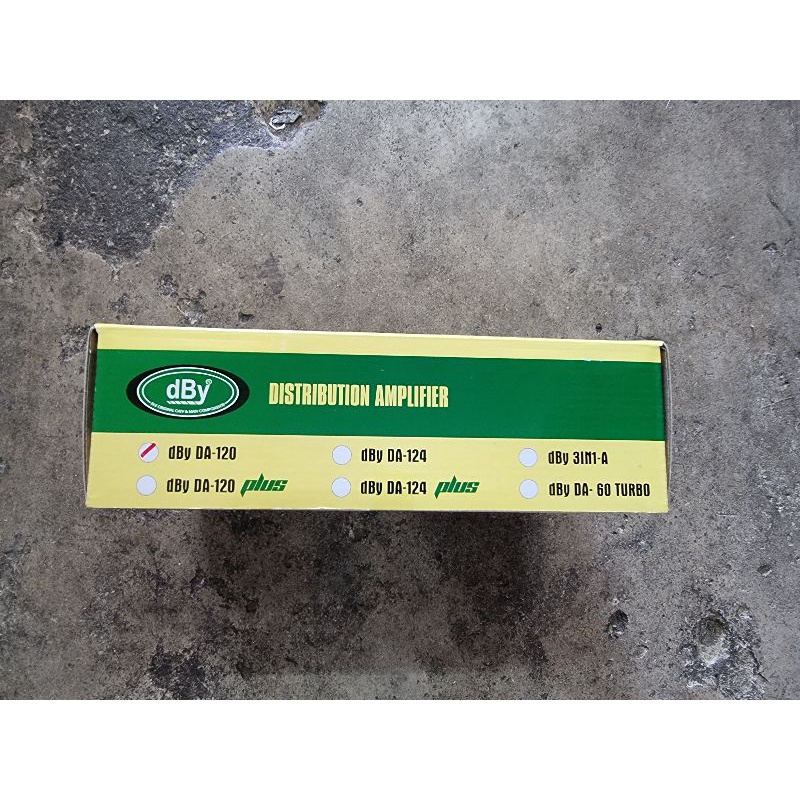 dBy
DISTRIBUTION AMPLIFIER
dBy DA-120
dBy DA-124
dBy 3IN1-A
dBy DA-120 plus
dBy DA-124 plus
dBy DA- 60 TURBO